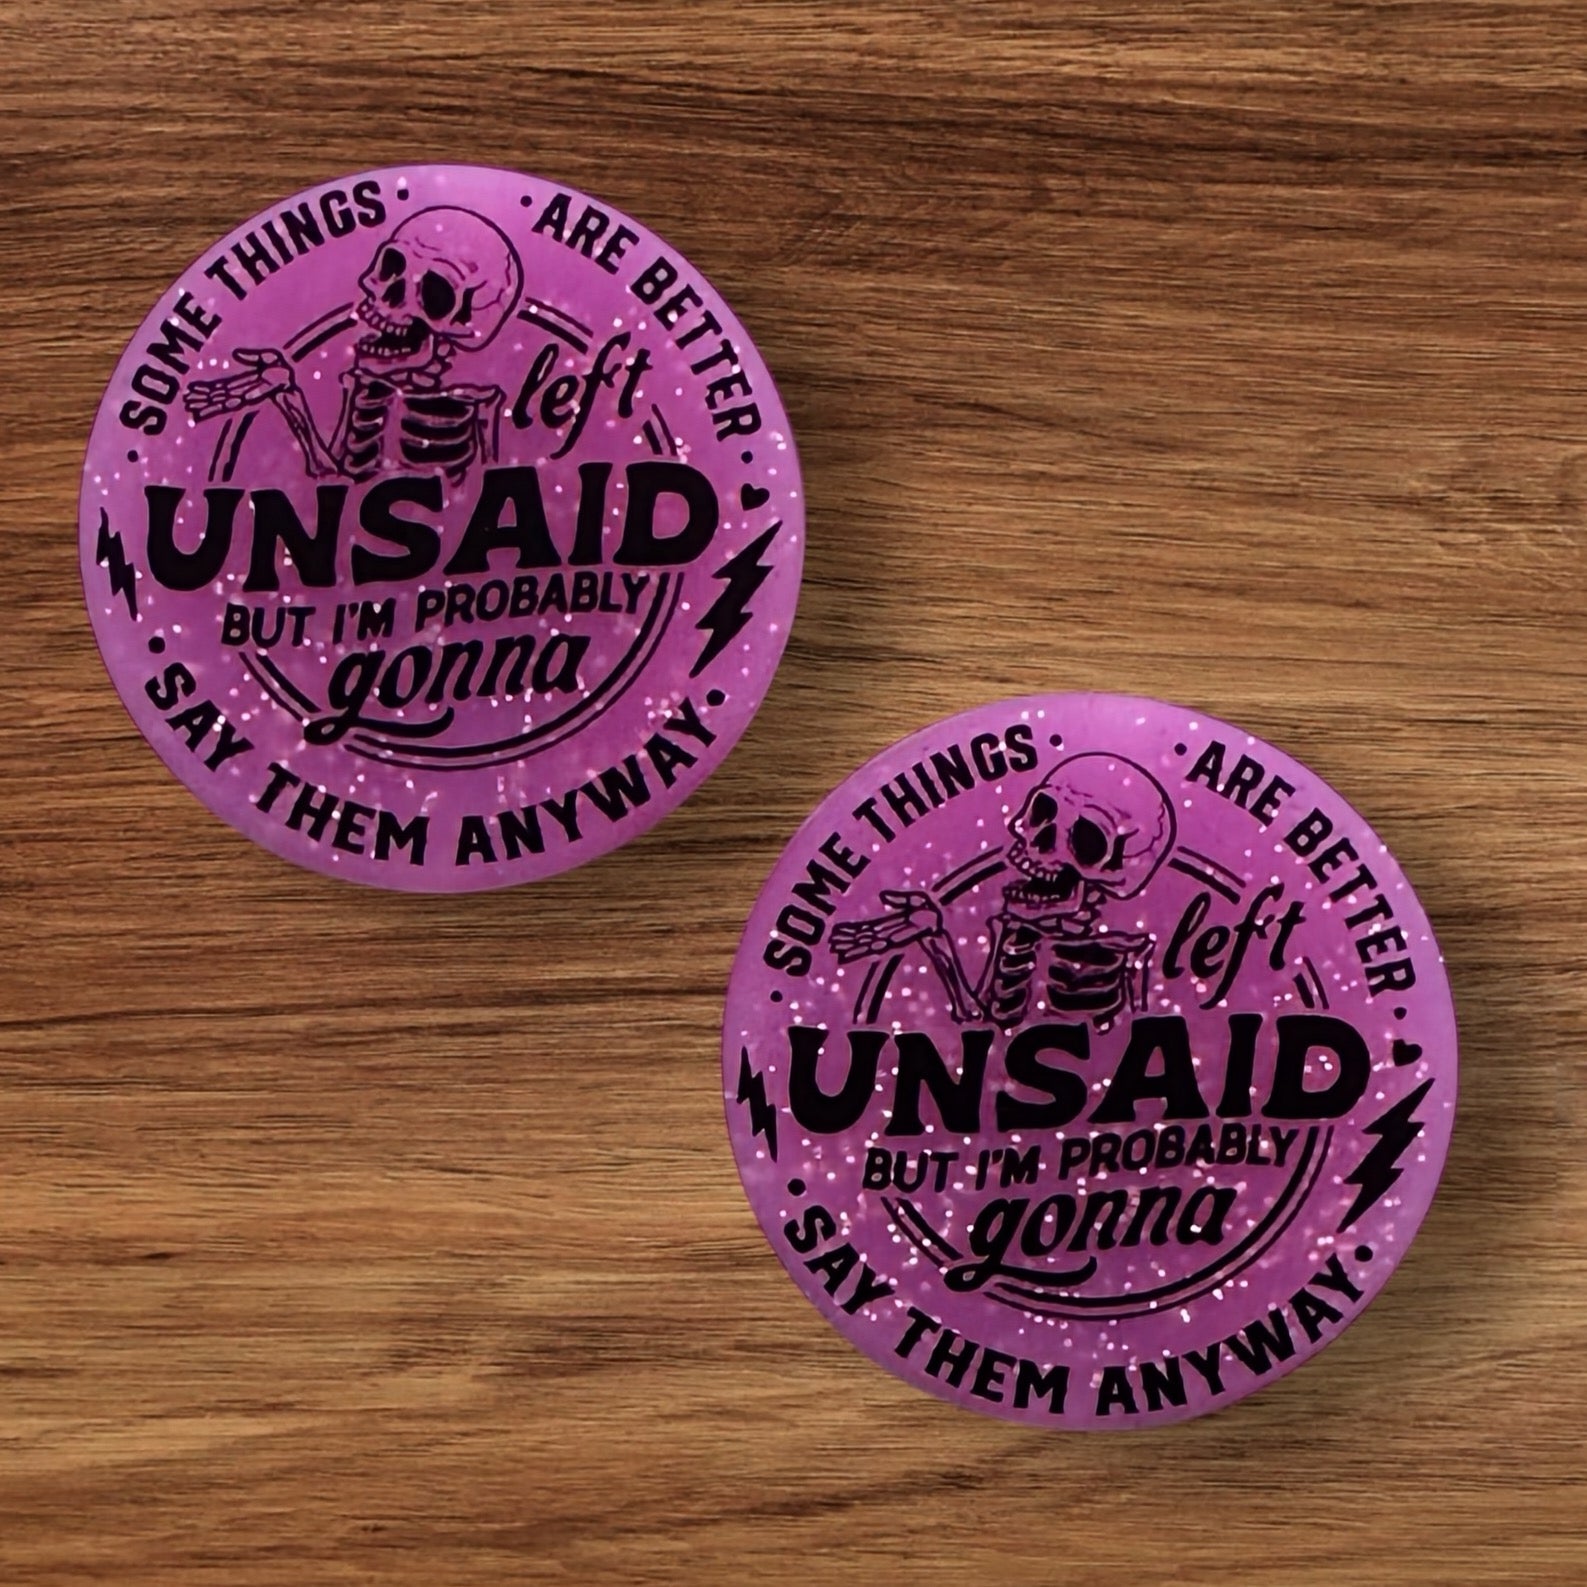 SOME THINGS · · ARE BETTER ·
left
UNSAID
BUT I'M PROBABLY
gonna
· SAY THEM ANYWAY ·
SOME THINGS · · ARE BETTER ·
left
UNSAID
BUT I'M PROBABLY
gonna
· SAY THEM ANYWAY ·